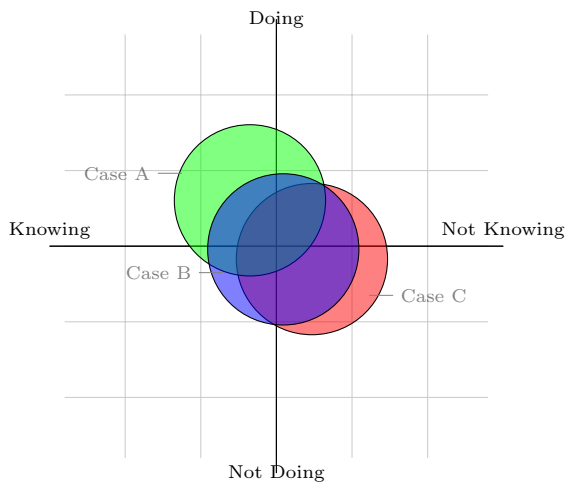 Doing
Case A
Knowing
Not Knowing
Case B
Case C
Not Doing